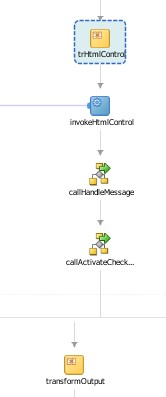 trHtmlControl
invokeHtmlControl
callHandleMessage
callActivateCheck...
transformOutput